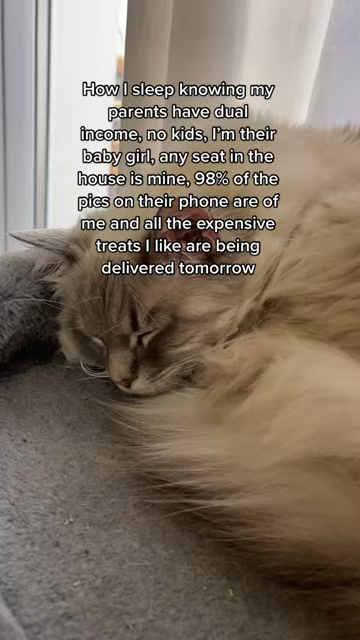 How I sleep knowing my
parents have dual
income, no kids, I'm their
baby girl, any seat in the
house is mine, 98% of the
pics on their phone are of
me and all the expensive
treats I like are being
delivered tomorrow